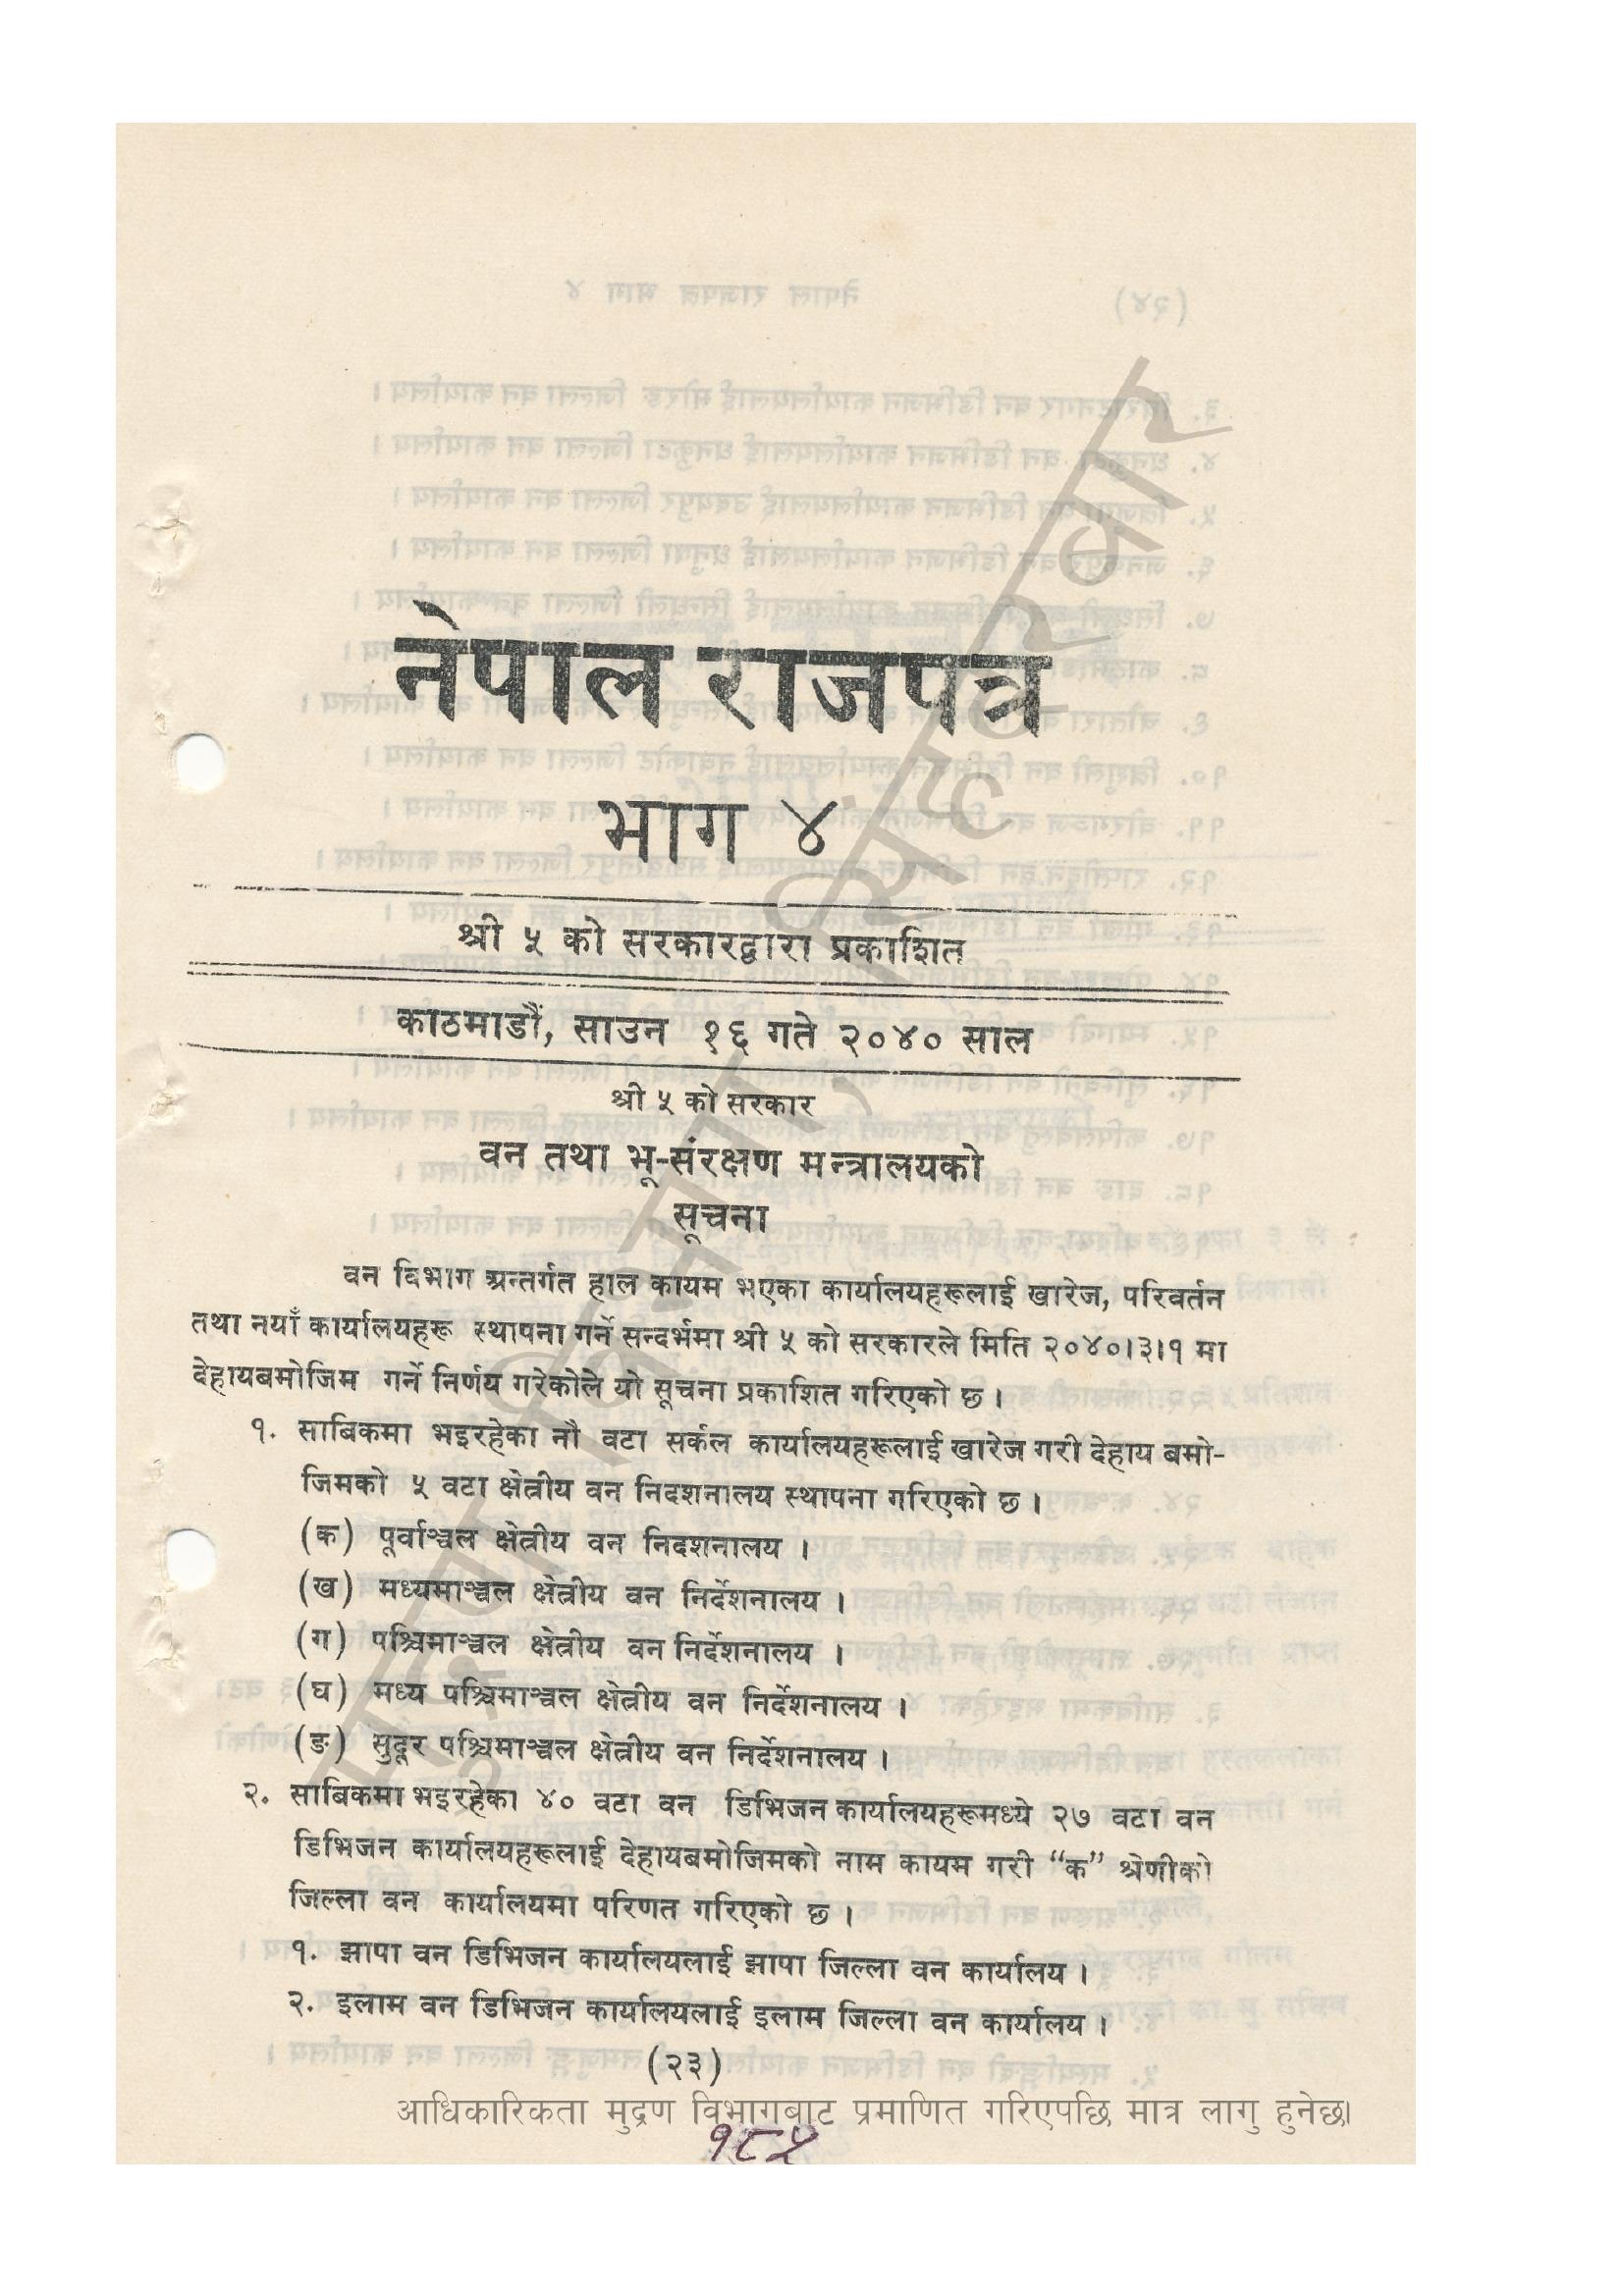 नेपाल राजपत्र
भाग ४
श्री ५ को सरकारद्वारा प्रकाशित
काठमाडौं, साउन १६ गते २०४० साल
श्री ५ को सरकार
वन तथा भू-संरक्षण मन्त्रालयको
सूचना
वन विभाग अन्तर्गत हाल कायम भएका कार्यालयहरूलाई खारेज, परिवर्तन
तथा नयाँ कार्यालयहरू स्थापना गर्ने सन्दर्भमा श्री ५ को सरकारले मिति २०४०।३।१ मा
देहायबमोजिम गर्ने निर्णय गरेकोले यो सूचना प्रकाशित गरिएको छ ।
१. साबिकमा भइरहेका नौ वटा सर्कल कार्यालयहरूलाई खारेज गरी देहाय बमो-
जिमको ५ वटा क्षेत्रीय वन निदशनालय स्थापना गरिएको छ ।
(क) पूर्वाञ्चल क्षेत्रीय वन निदशनालय ।
(ख) मध्यमाञ्चल क्षेत्रीय वन निर्देशनालय ।
(ग) पश्चिमाञ्चल क्षेत्रीय वन निर्देशनालय ।
(घ) मध्य पश्चिमाञ्चल क्षेत्रीय वन निर्देशनालय ।
(ङ) सुदूर पश्चिमाञ्चल क्षेत्रीय वन निर्देशनालय ।
२. साबिकमा भइरहेका ४० वटा वन डिभिजन कार्यालयहरूमध्ये २७ वटा वन
डिभिजन कार्यालयहरूलाई देहायबमोजिमको नाम कायम गरी “क” श्रेणीको
जिल्ला वन कार्यालयमा परिणत गरिएको छ ।
१. झापा वन डिभिजन कार्यालयलाई झापा जिल्ला वन कार्यालय ।
२. इलाम वन डिभिजन कार्यालयलाई इलाम जिल्ला वन कार्यालय ।
(२३)
आधिकारिकता मुद्रण विभागबाट प्रमाणित गरिएपछि मात्र लागु हुनेछ।
१८५
मुद्रण विभाग, सिंहदरबार